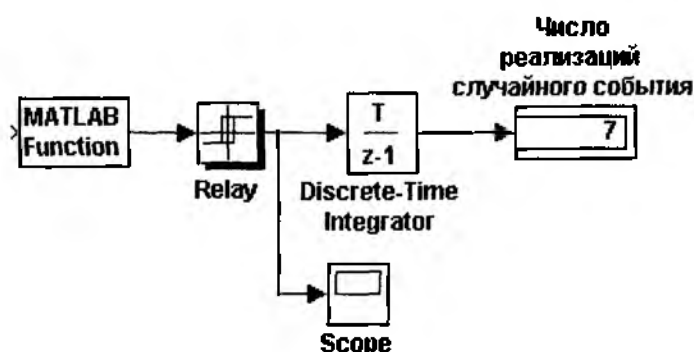 Число
реализаций
случайного события
MATLAB
Function
Relay
T
z-1
Discrete-Time
Integrator
7
Scope